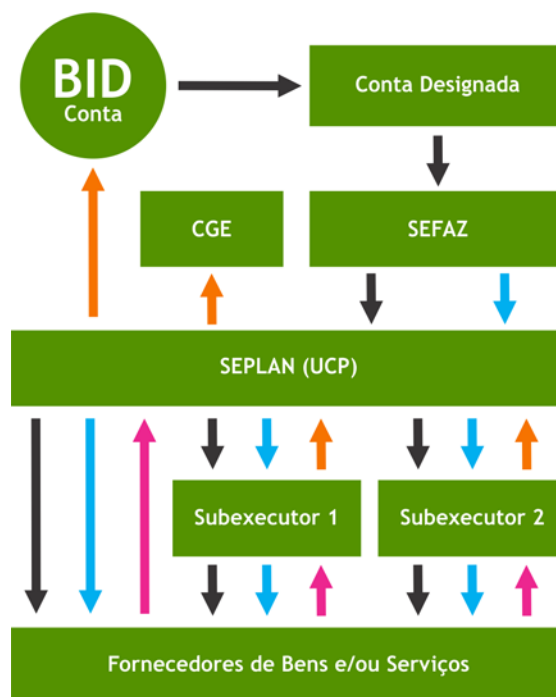 BID
Conta
Conta Designada
CGE
SEFAZ
SEPLAN (UCP)
Subexecutor 1
Subexecutor 2
Fornecedores de Bens e/ou Serviços